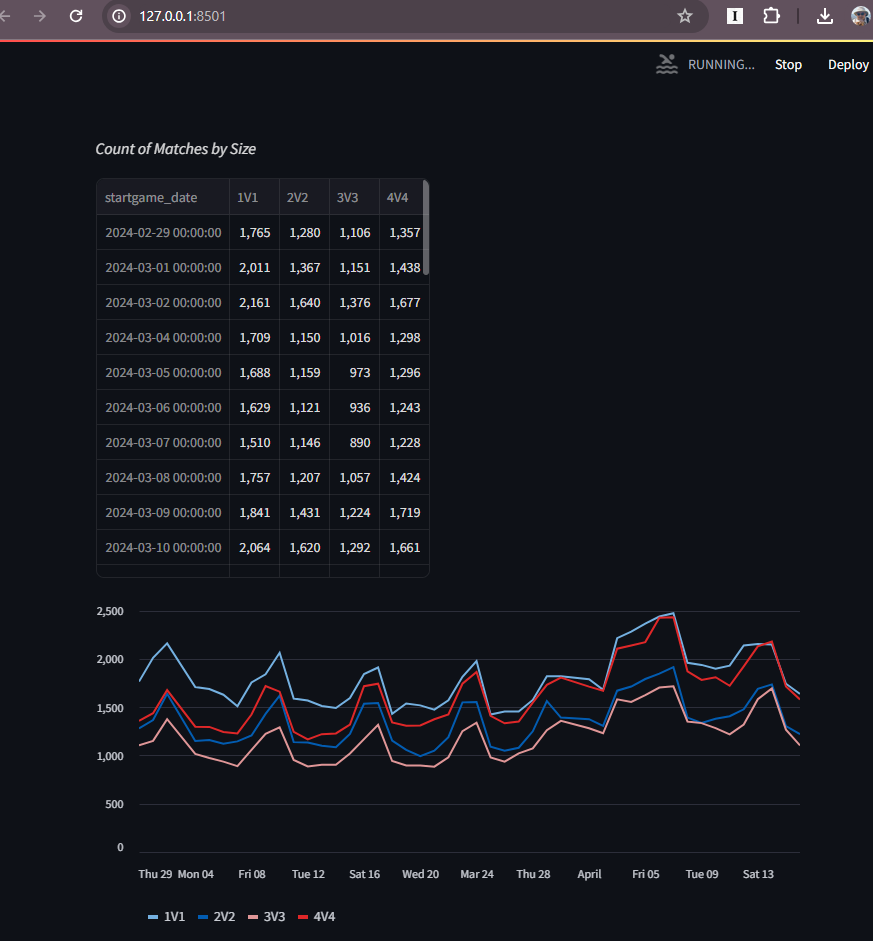 127.0.0.1:8501
I
RUNNING... Stop Deploy
Count of Matches by Size
startgame_date 1V1 2V2 3V3 4V4
2024-02-29 00:00:00 1,765 1,280 1,106 1,357
2024-03-01 00:00:00 2,011 1,367 1,151 1,438
2024-03-02 00:00:00 2,161 1,640 1,376 1,677
2024-03-04 00:00:00 1,709 1,150 1,016 1,298
2024-03-05 00:00:00 1,688 1,159 973 1,296
2024-03-06 00:00:00 1,629 1,121 936 1,243
2024-03-07 00:00:00 1,510 1,146 890 1,228
2024-03-08 00:00:00 1,757 1,207 1,057 1,424
2024-03-09 00:00:00 1,841 1,431 1,224 1,719
2024-03-10 00:00:00 2,064 1,620 1,292 1,661
2,500
2,000
1,500
1,000
500
0
Thu 29 Mon 04 Fri 08 Tue 12 Sat 16 Wed 20 Mar 24 Thu 28 April Fri 05 Tue 09 Sat 13
1V1 2V2 3V3 4V4